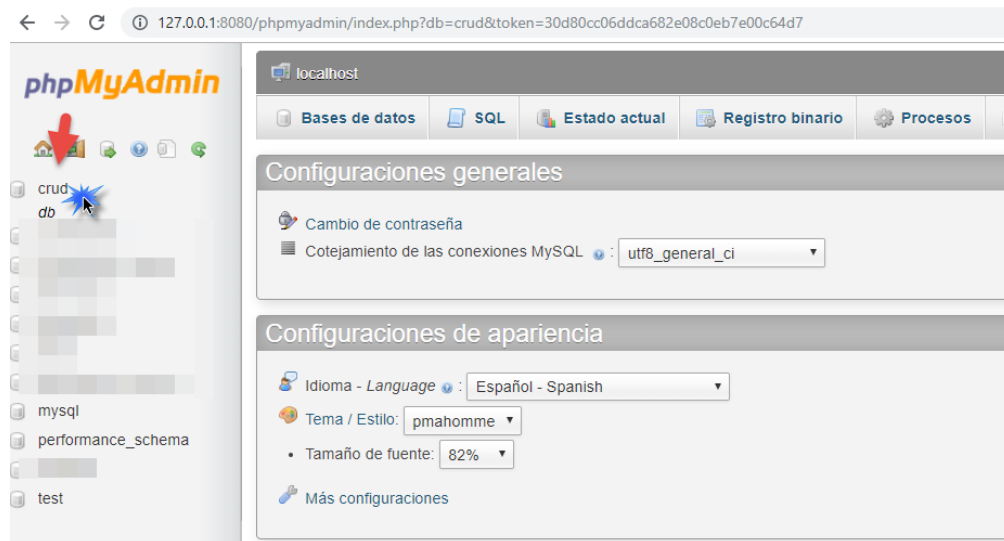 127.0.0.1:8080/phpmyadmin/index.php?db=crud&token=30d80cc06ddca682e08c0eb7e00c64d7
phpMyAdmin
localhost
Bases de datos SQL Estado actual Registro binario Procesos
crud
db
mysql
performance_schema
test
Configuraciones generales
Cambio de contraseña
Cotejamiento de las conexiones MySQL : utf8_general_ci
Configuraciones de apariencia
Idioma - Language : Español - Spanish
Tema / Estilo: pmahomme
• Tamaño de fuente: 82%
Más configuraciones